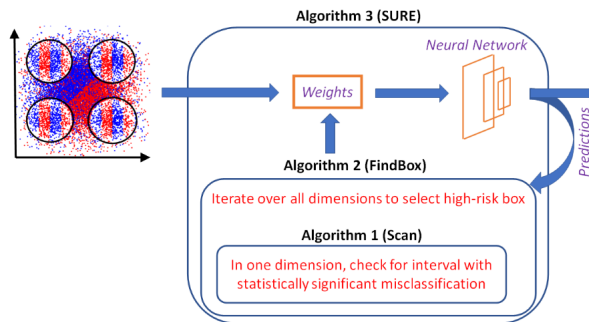 Algorithm 3 (SURE)
Neural Network
Weights
Predictions
Algorithm 2 (FindBox)
Iterate over all dimensions to select high-risk box
Algorithm 1 (Scan)
In one dimension, check for interval with
statistically significant misclassification